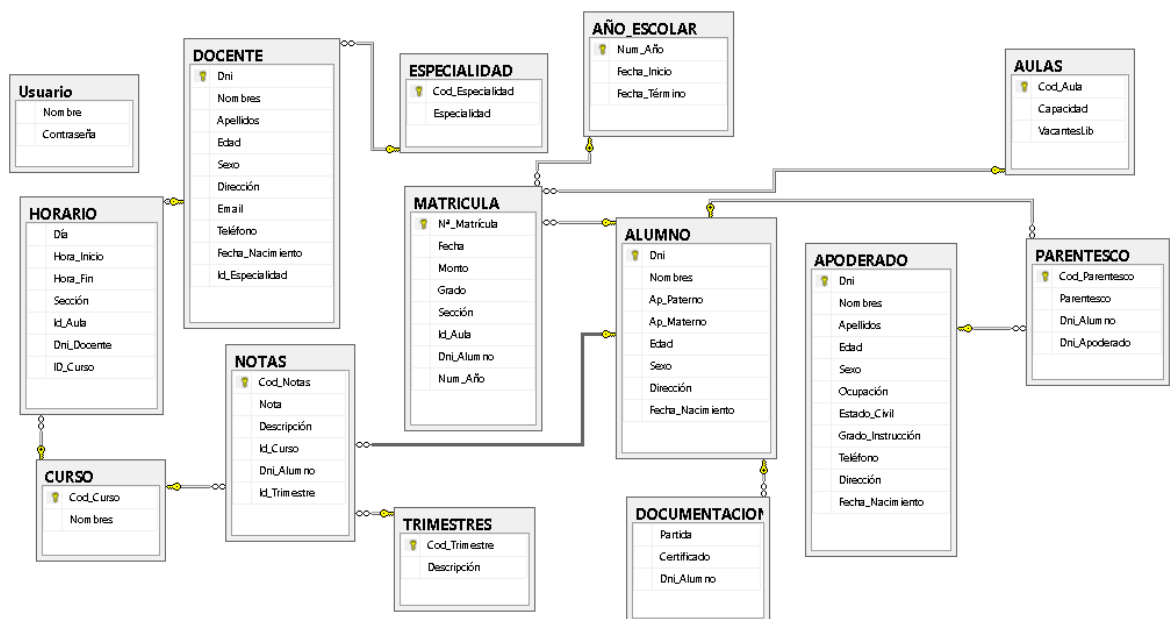 Usuario
Nombre
Contraseña
DOCENTE
Dni
Nombres
Apellidos
Edad
Sexo
Dirección
Email
Teléfono
Fecha_Nacimiento
Id_Especialidad
ESPECIALIDAD
Cod_Especialidad
Especialidad
AÑO_ESCOLAR
Num_Año
Fecha_Inicio
Fecha_Término
AULAS
Cod_Aula
Capacidad
VacantesLib
HORARIO
Día
Hora_Inicio
Hora_Fin
Sección
Id_Aula
Dni_Docente
ID_Curso
MATRICULA
Nª_Matrícula
Fecha
Monto
Grado
Sección
Id_Aula
Dni_Alumno
Num_Año
ALUMNO
Dni
Nombres
Ap_Paterno
Ap_Materno
Edad
Sexo
Dirección
Fecha_Nacimiento
APODERADO
Dni
Nombres
Apellidos
Edad
Sexo
Ocupación
Estado_Civil
Grado_Instrucción
Teléfono
Dirección
Fecha_Nacimiento
PARENTESCO
Cod_Parentesco
Parentesco
Dni_Alumno
Dni_Apoderado
NOTAS
Cod_Notas
Nota
Descripción
Id_Curso
Dni_Alumno
Id_Trimestre
CURSO
Cod_Curso
Nombres
TRIMESTRES
Cod_Trimestre
Descripción
DOCUMENTACION
Partida
Certificado
Dni_Alumno